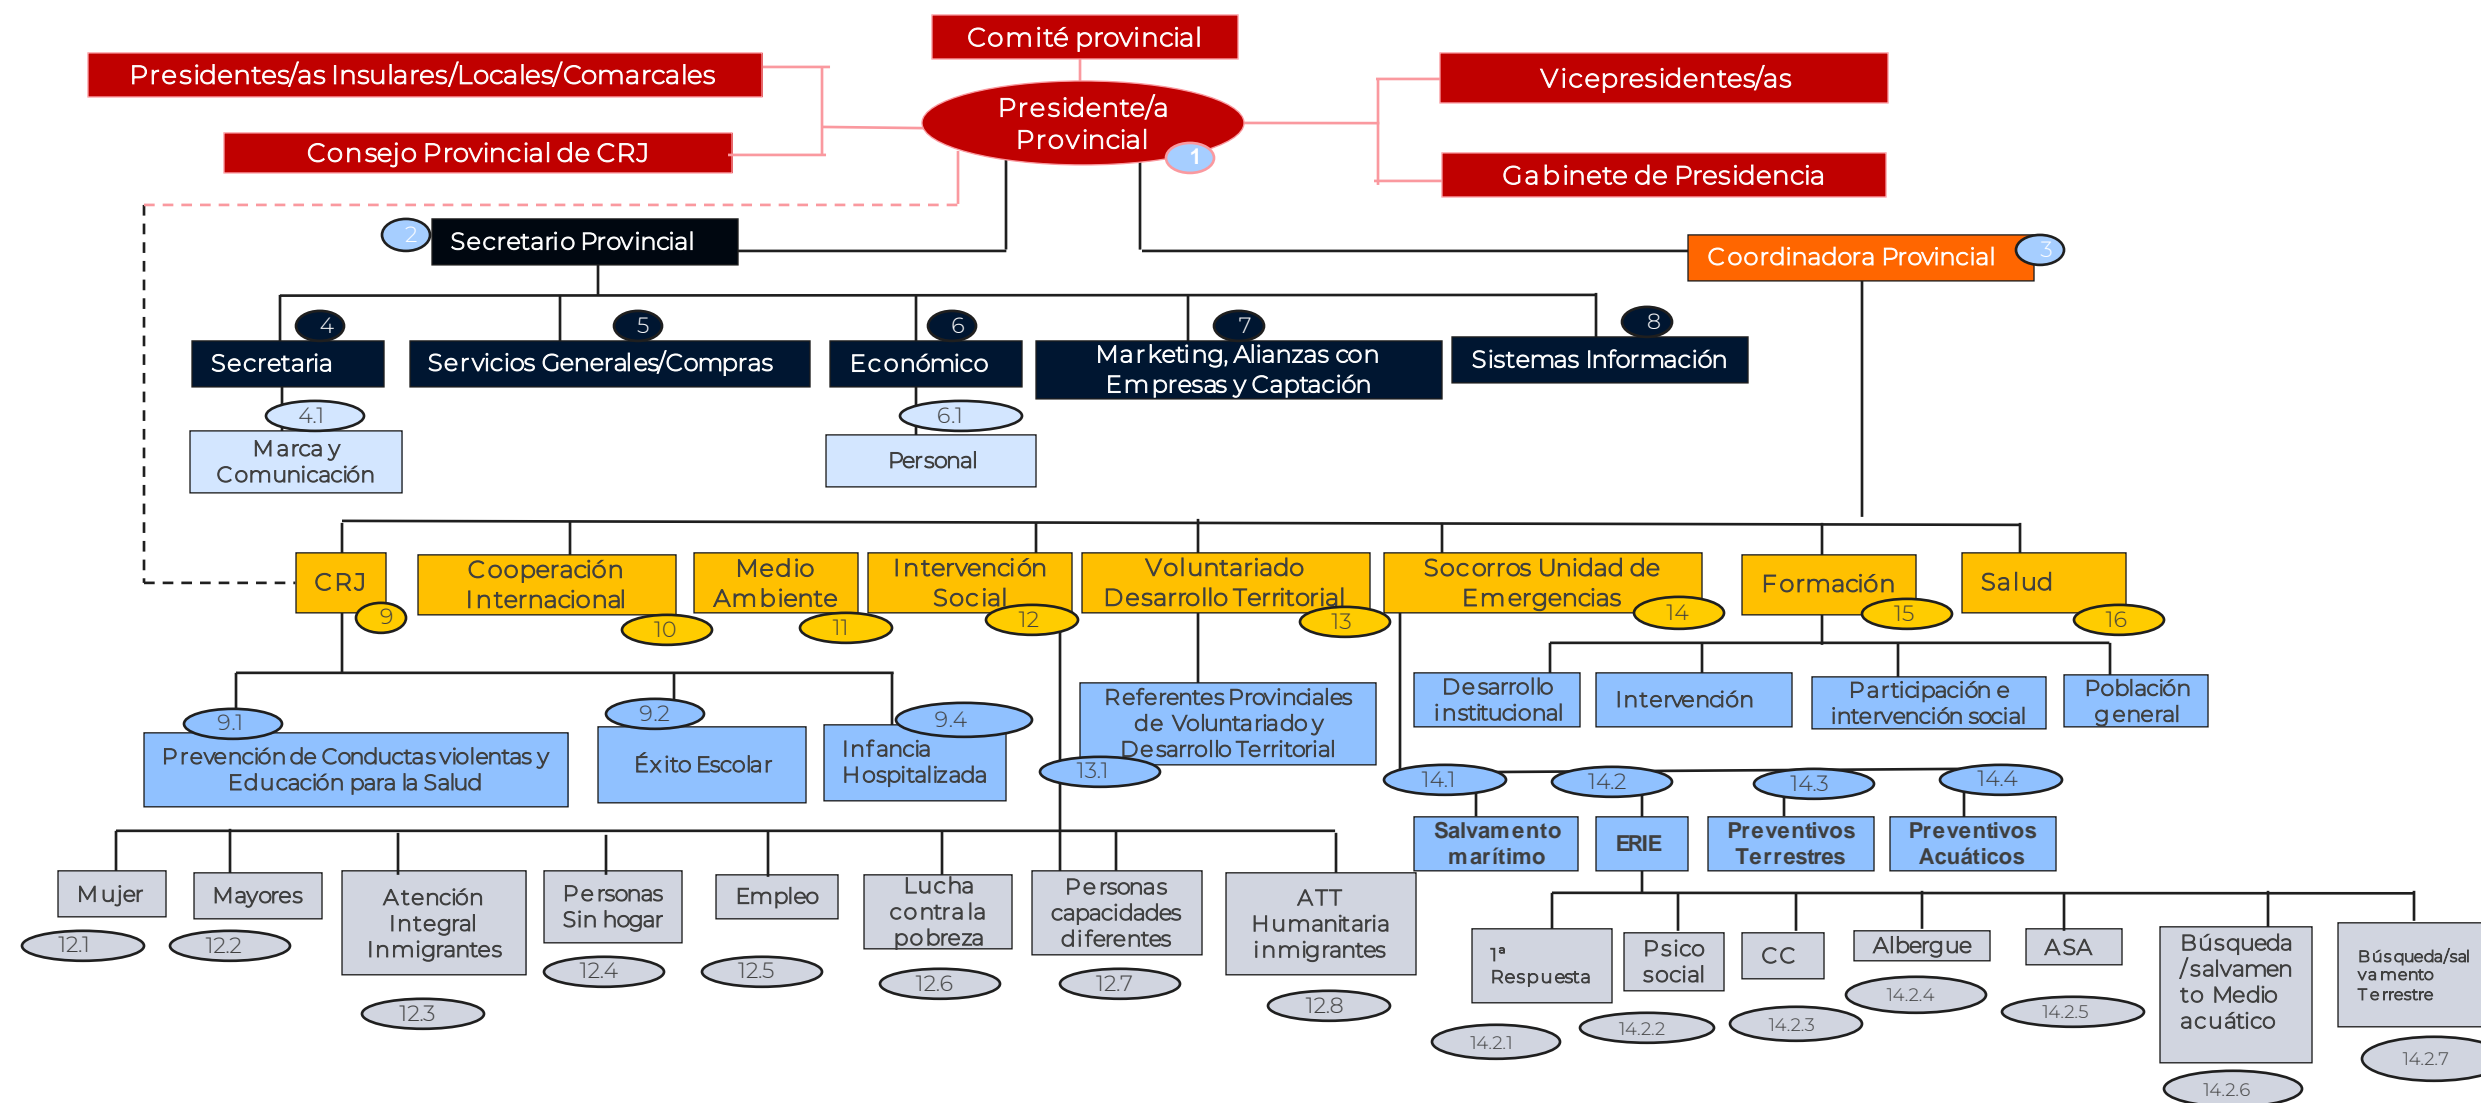 Comité provincial
Presidentes/as Insulares/Locales/Comarcales
Vicepresidentes/as
Presidente/a
Provincial
1
Consejo Provincial de CRJ
Gabinete de Presidencia
2
Secretario Provincial
Coordinadora Provincial
3
4
5
6
7
8
Secretaria
Servicios Generales/Compras
Económico
Marketing, Alianzas con
Empresas y Captación
Sistemas Información
4.1
6.1
Marca y
Comunicación
Personal
CRJ
9
Cooperación
Internacional
10
Medio
Ambiente
11
Intervención
Social
12
Voluntariado
Desarrollo Territorial
13
Socorros Unidad de
Emergencias
14
Formación
15
Salud
16
9.1
Prevención de Conductas violentas y
Educación para la Salud
9.2
Éxito Escolar
9.4
Infancia
Hospitalizada
Referentes Provinciales
de Voluntariado y
Desarrollo Territorial
13.1
Desarrollo
institucional
Intervención
Participación e
intervención social
Población
general
14.1
14.2
14.3
14.4
Salvamento
marítimo
ERIE
Preventivos
Terrestres
Preventivos
Acuáticos
Mujer
12.1
Mayores
12.2
Atención
Integral
Inmigrantes
12.3
Personas
Sin hogar
12.4
Empleo
12.5
Lucha
contra la
pobreza
12.6
Personas
capacidades
diferentes
12.7
ATT
Humanitaria
inmigrantes
12.8
1ª
Respuesta
14.2.1
Psico
social
14.2.2
CC
14.2.3
Albergue
14.2.4
ASA
14.2.5
Búsqueda
/salvamen
to Medio
acuático
14.2.6
Búsqueda/sal
vamento
Terrestre
14.2.7